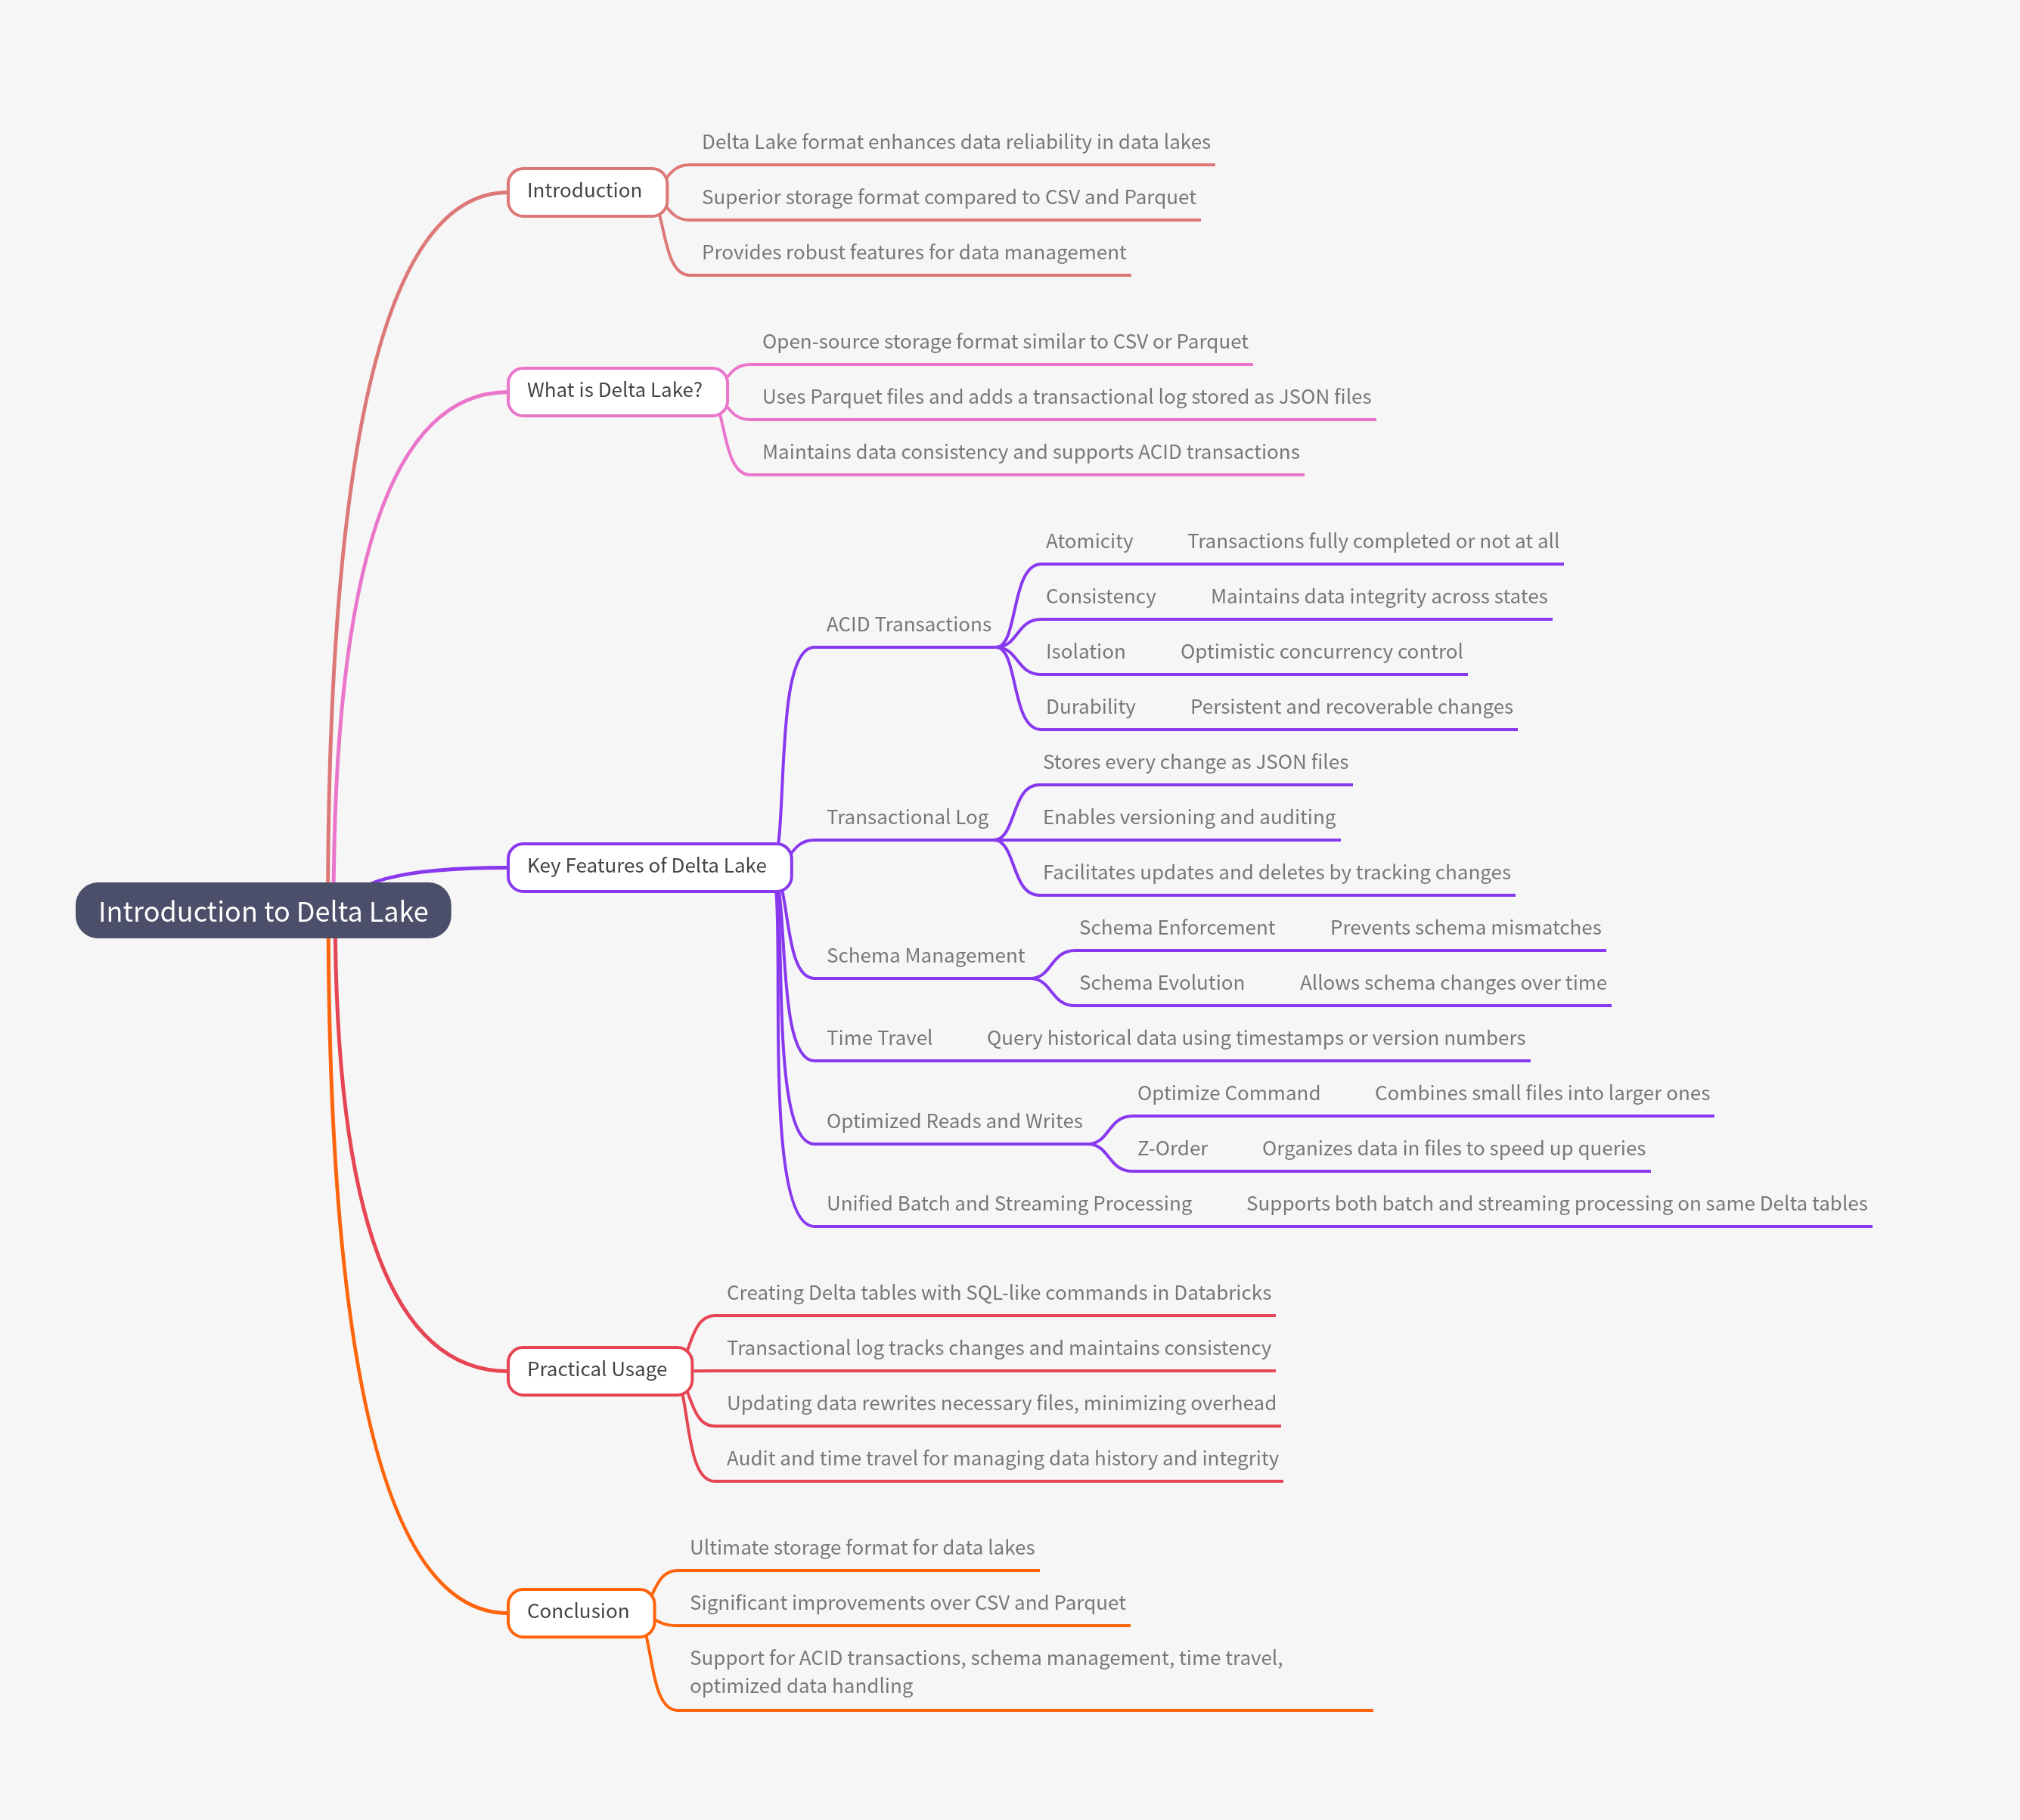 Introduction to Delta Lake
Introduction
Delta Lake format enhances data reliability in data lakes
Superior storage format compared to CSV and Parquet
Provides robust features for data management
What is Delta Lake?
Open-source storage format similar to CSV or Parquet
Uses Parquet files and adds a transactional log stored as JSON files
Maintains data consistency and supports ACID transactions
Key Features of Delta Lake
ACID Transactions
Atomicity
Transactions fully completed or not at all
Consistency
Maintains data integrity across states
Isolation
Optimistic concurrency control
Durability
Persistent and recoverable changes
Transactional Log
Stores every change as JSON files
Enables versioning and auditing
Facilitates updates and deletes by tracking changes
Schema Management
Schema Enforcement
Prevents schema mismatches
Schema Evolution
Allows schema changes over time
Time Travel
Query historical data using timestamps or version numbers
Optimized Reads and Writes
Optimize Command
Combines small files into larger ones
Z-Order
Organizes data in files to speed up queries
Unified Batch and Streaming Processing
Supports both batch and streaming processing on same Delta tables
Practical Usage
Creating Delta tables with SQL-like commands in Databricks
Transactional log tracks changes and maintains consistency
Updating data rewrites necessary files, minimizing overhead
Audit and time travel for managing data history and integrity
Conclusion
Ultimate storage format for data lakes
Significant improvements over CSV and Parquet
Support for ACID transactions, schema management, time travel,
optimized data handling